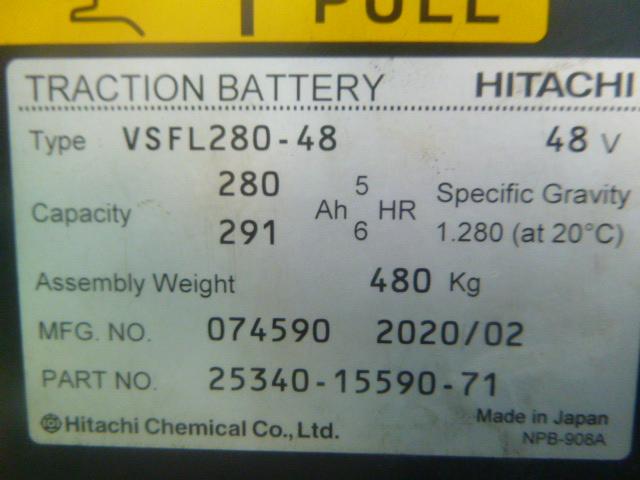 PULL
TRACTION BATTERY HITACHI
Type VSFL280-48 48 V
Capacity 280 Ah 5 HR Specific Gravity
291 6 1.280 (at 20°C)
Assembly Weight 480 Kg
MFG. NO. 074590 2020/02
PART NO. 25340-15590-71
Hitachi Chemical Co.,Ltd. Made in Japan
NPB-908A